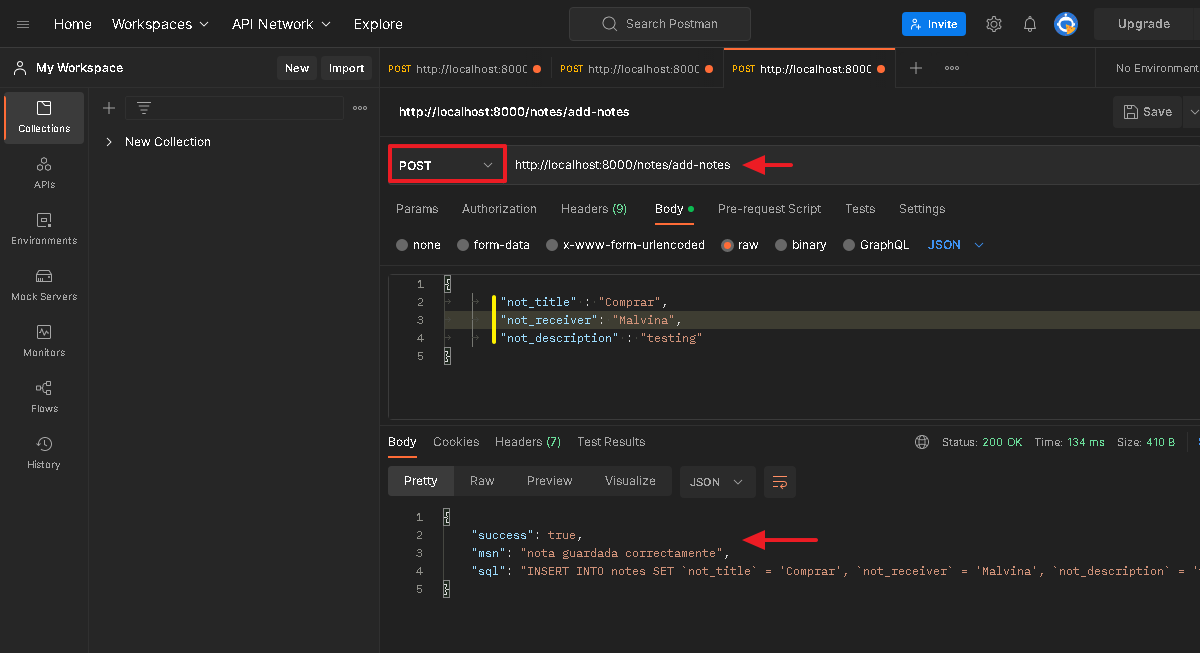 Home Workspaces API Network Explore Search Postman Invite Upgrade
My Workspace New Import POST http://localhost:8000 POST http://localhost:8000 POST http://localhost:8000 No Environment
Collections
New Collection
APIs
Environments
Mock Servers
Monitors
Flows
History
http://localhost:8000/notes/add-notes Save
POST http://localhost:8000/notes/add-notes
Params Authorization Headers (9) Body Pre-request Script Tests Settings
none form-data x-www-form-urlencoded raw binary GraphQL JSON
1 {
2 "not_title" : "Comprar",
3 "not_receiver": "Malvina",
4 "not_description" : "testing"
5 }
Body Cookies Headers (7) Test Results Status: 200 OK Time: 134 ms Size: 410 B
Pretty Raw Preview Visualize JSON
1 {
2 "success": true,
3 "msn": "nota guardada correctamente",
4 "sql": "INSERT INTO notes SET `not_title` = 'Comprar', `not_receiver` = 'Malvina', `not_description` = '
5 }